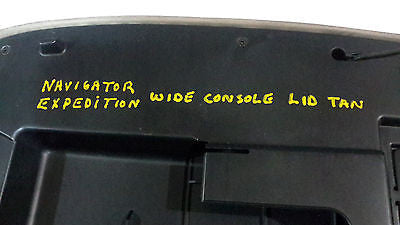 NAVIGATOR
EXPEDITION WIDE CONSOLE LID TAN